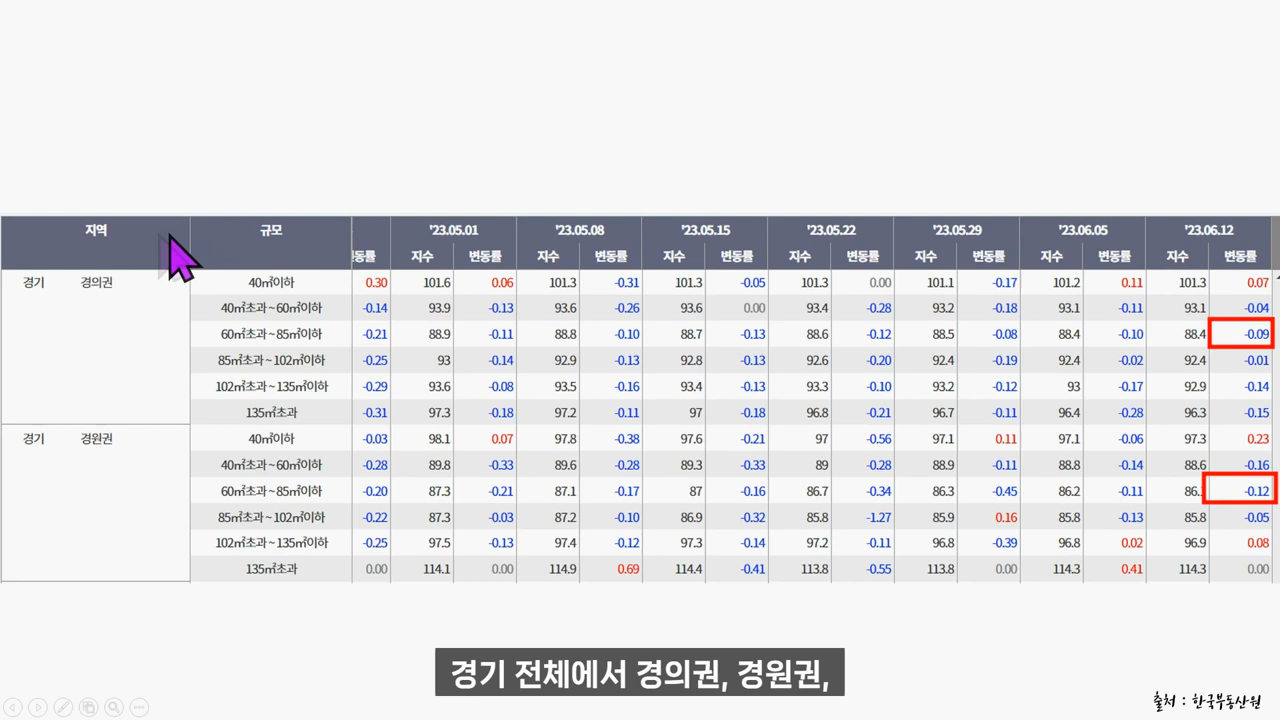 지역 규모 '23.05.01 '23.05.08 '23.05.15 '23.05.22 '23.05.29 '23.06.05 '23.06.12
지수 변동률 지수 변동률 지수 변동률 지수 변동률 지수 변동률 지수 변동률 지수 변동률
경기 경의권 40㎡이하 0.30 101.6 0.06 101.3 -0.31 101.3 -0.05 101.3 0.00 101.1 -0.17 101.2 0.11 101.3 0.07
40㎡초과~60㎡이하 -0.14 93.9 -0.13 93.6 -0.26 93.6 0.00 93.4 -0.28 93.2 -0.18 93.1 -0.11 93.1 -0.04
60㎡초과~85㎡이하 -0.21 88.9 -0.11 88.8 -0.10 88.7 -0.13 88.6 -0.12 88.5 -0.08 88.4 -0.10 88.4 -0.09
85㎡초과~102㎡이하 -0.25 93 -0.14 92.9 -0.13 92.8 -0.13 92.6 -0.20 92.4 -0.19 92.4 -0.02 92.4 -0.01
102㎡초과~135㎡이하 -0.29 93.6 -0.08 93.5 -0.16 93.4 -0.13 93.3 -0.10 93.2 -0.12 93 -0.17 92.9 -0.14
135㎡초과 -0.31 97.3 -0.18 97.2 -0.11 97 -0.18 96.8 -0.21 96.7 -0.11 96.4 -0.28 96.3 -0.15
경기 경원권 40㎡이하 -0.03 98.1 0.07 97.8 -0.38 97.6 -0.21 97 -0.56 97.1 0.11 97.1 -0.06 97.3 0.23
40㎡초과~60㎡이하 -0.28 89.8 -0.33 89.6 -0.28 89.3 -0.33 89 -0.28 88.9 -0.11 88.8 -0.14 88.6 -0.16
60㎡초과~85㎡이하 -0.20 87.3 -0.21 87.1 -0.17 87 -0.16 86.7 -0.34 86.3 -0.45 86.2 -0.11 -0.12
85㎡초과~102㎡이하 -0.22 87.3 -0.03 87.2 -0.10 86.9 -0.32 85.8 -1.27 85.9 0.16 85.8 -0.13 85.8 -0.05
102㎡초과~135㎡이하 -0.25 97.5 -0.13 97.4 -0.12 97.3 -0.14 97.2 -0.11 96.8 -0.39 96.8 0.02 96.9 0.08
135㎡초과 0.00 114.1 0.00 114.9 0.69 114.4 -0.41 113.8 -0.55 113.8 0.00 114.3 0.41 114.3 0.00
경기 전체에서 경의권, 경원권,
출처 : 한국부동산원